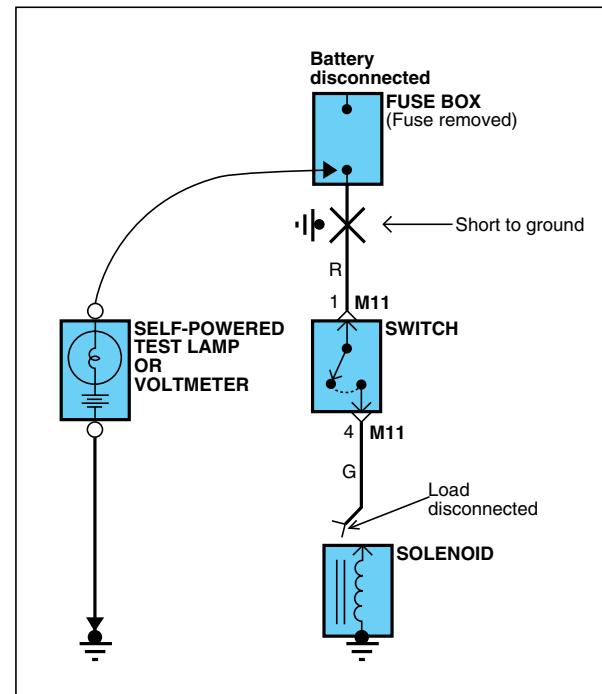 Battery
disconnected
FUSE BOX
(Fuse removed)
Short to ground
R
1 M11
SELF-POWERED
TEST LAMP
OR
VOLTMETER
SWITCH
4 M11
G
Load
disconnected
SOLENOID